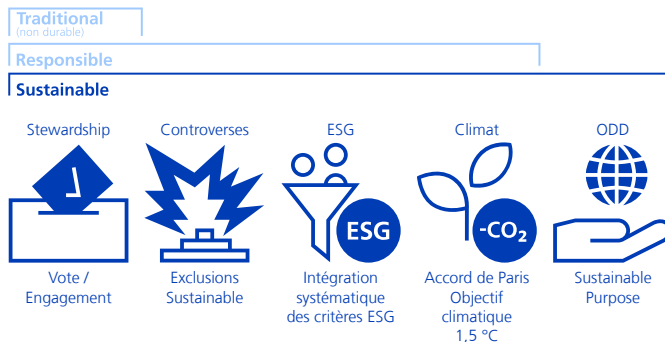 Traditional
(non durable)
Responsible
Sustainable
Stewardship
Controverses
ESG
Climat
ODD
ESG
-CO₂
Vote /
Engagement
Exclusions
Sustainable
Intégration
systématique
des critères ESG
Accord de Paris
Objectif
climatique
1,5 °C
Sustainable
Purpose